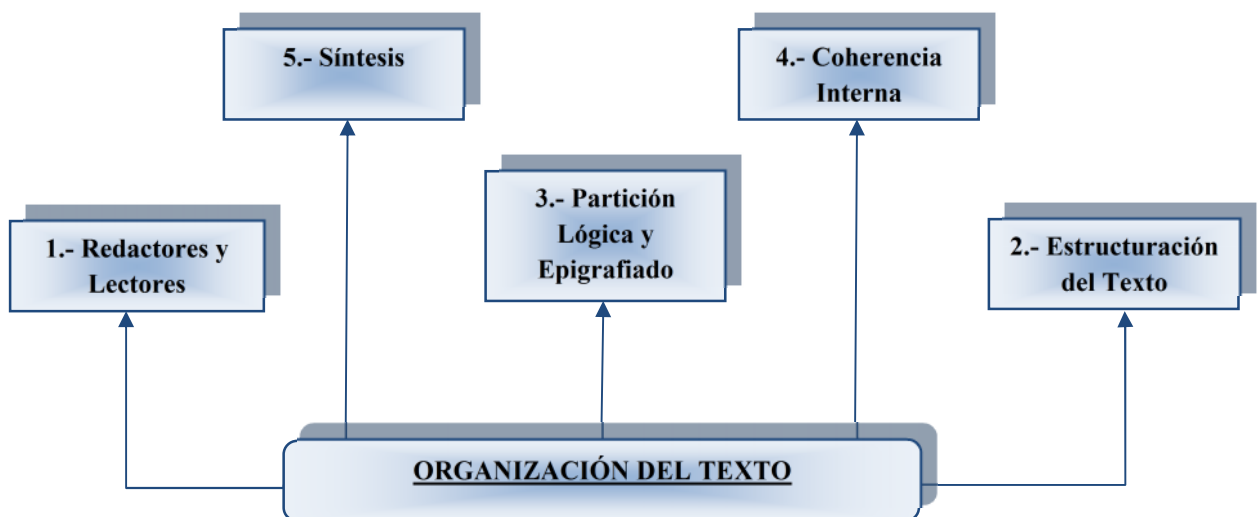 5.- Síntesis
4.- Coherencia
Interna
3.- Partición
Lógica y
Epigrafiado
1.- Redactores y
Lectores
2.- Estructuración
del Texto
ORGANIZACIÓN DEL TEXTO